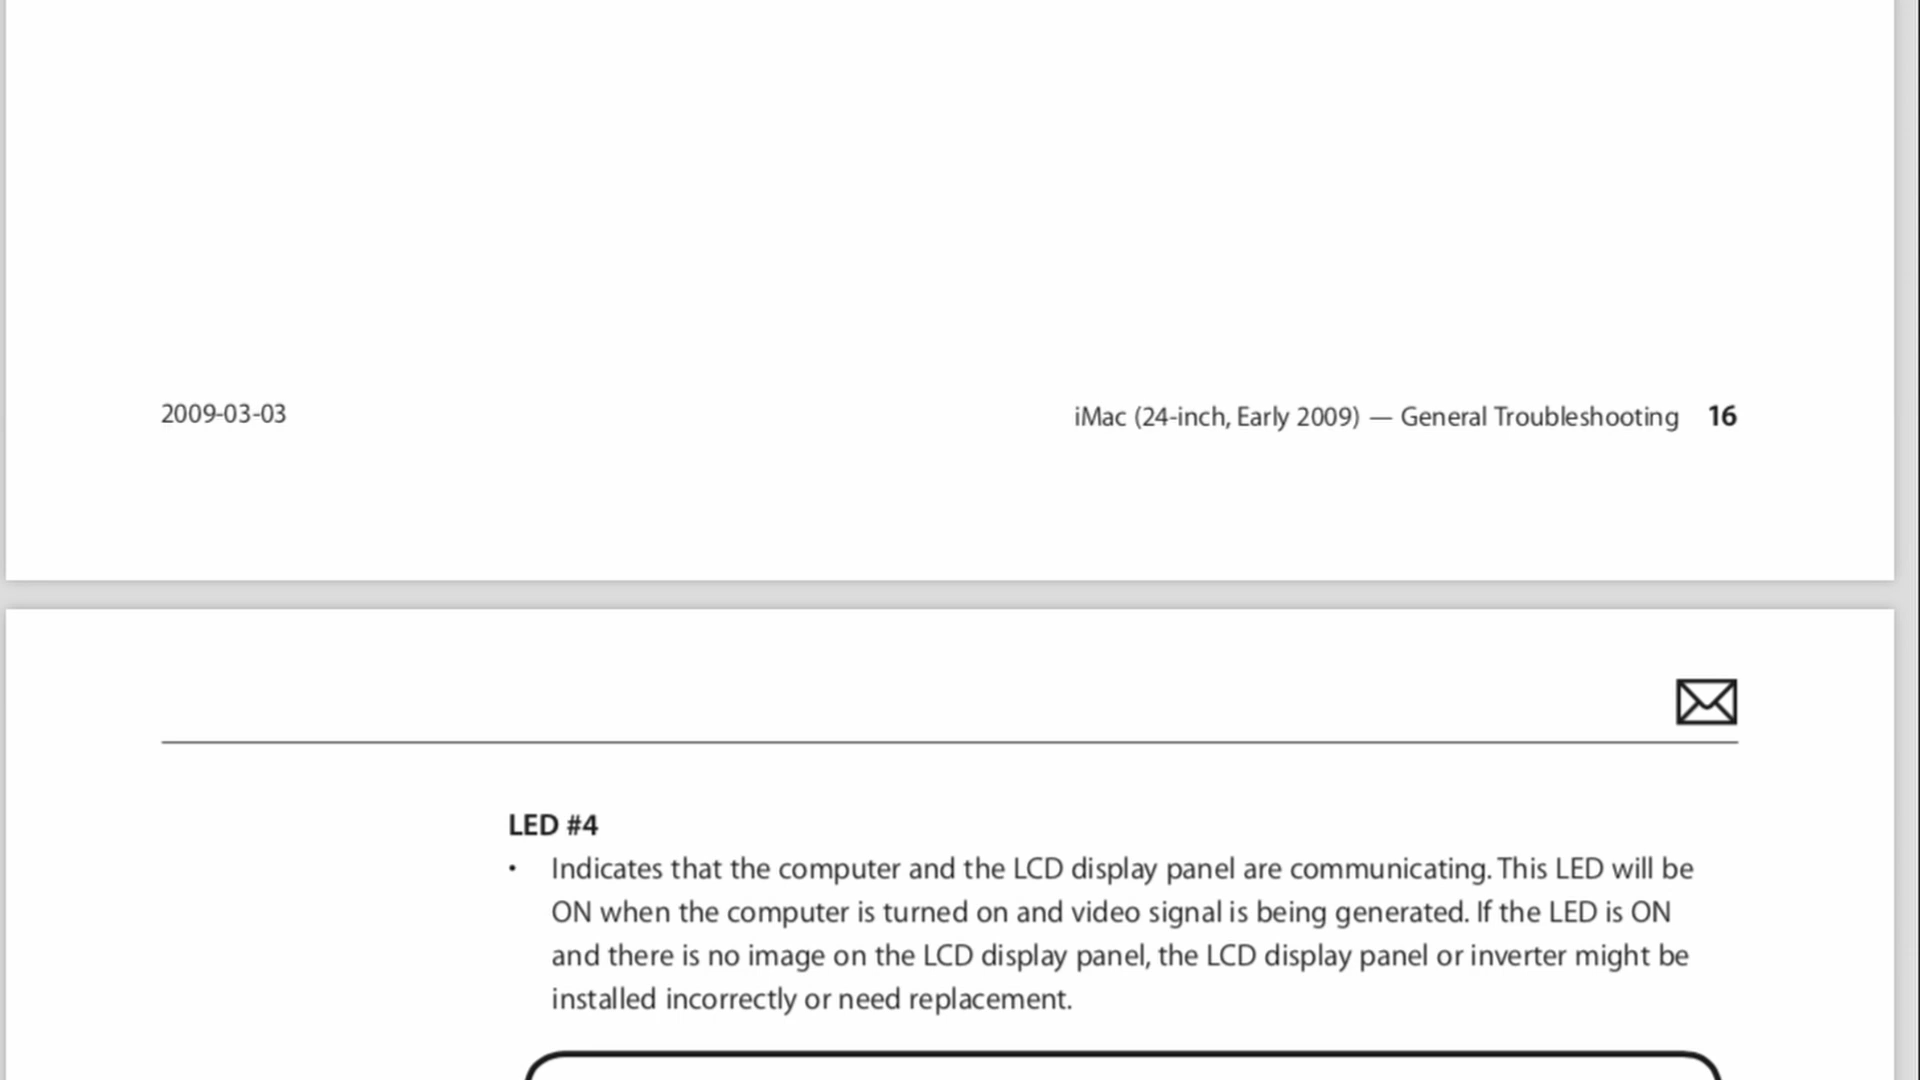 2009-03-03
iMac (24-inch, Early 2009) — General Troubleshooting 16
LED #4
• Indicates that the computer and the LCD display panel are communicating. This LED will be
ON when the computer is turned on and video signal is being generated. If the LED is ON
and there is no image on the LCD display panel, the LCD display panel or inverter might be
installed incorrectly or need replacement.